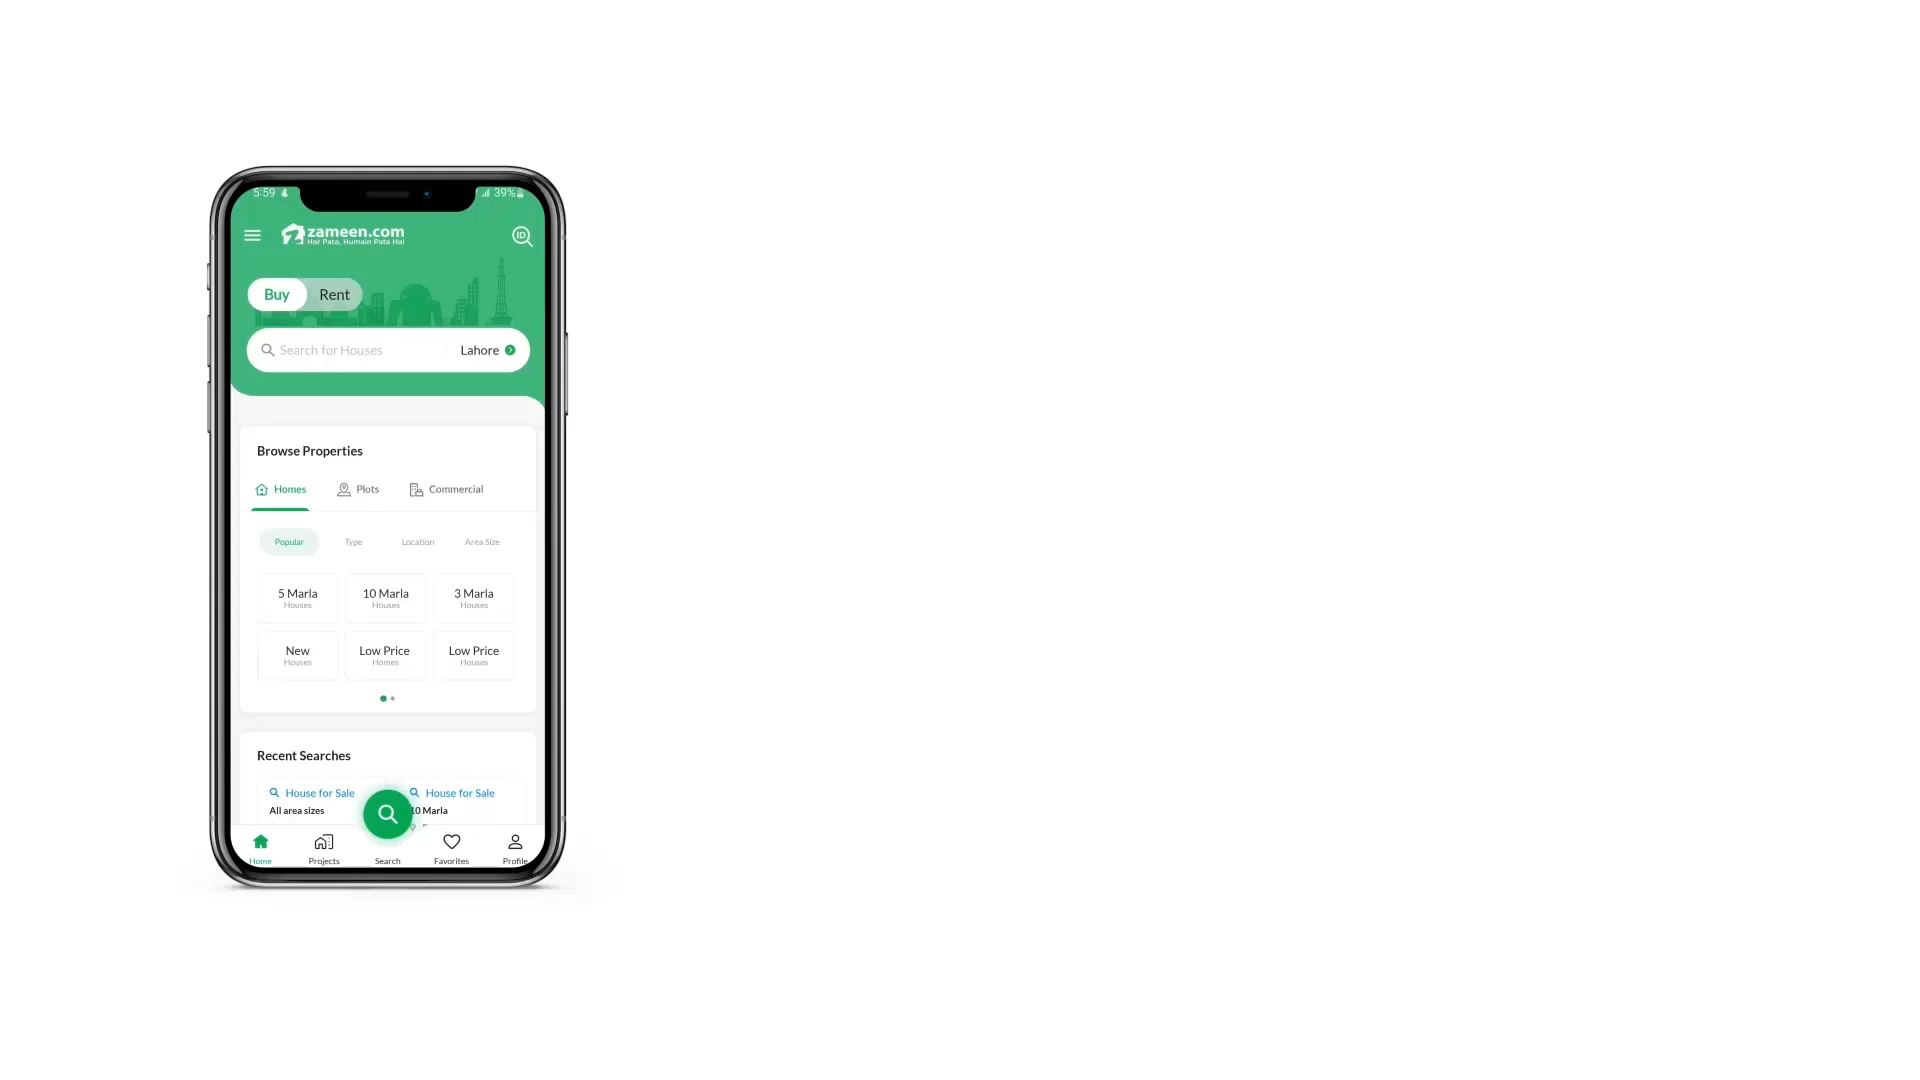 5:59
39%
zameen.com
Har Pata, Humain Pata Hai
ID
Buy
Rent
Search for Houses
Lahore
Browse Properties
Homes
Plots
Commercial
Popular
Type
Location
Area Size
5 Marla
Houses
10 Marla
Houses
3 Marla
Houses
New
Houses
Low Price
Homes
Low Price
Houses
Recent Searches
House for Sale
All area sizes
House for Sale
10 Marla
Home
Projects
Search
Favorites
Profile